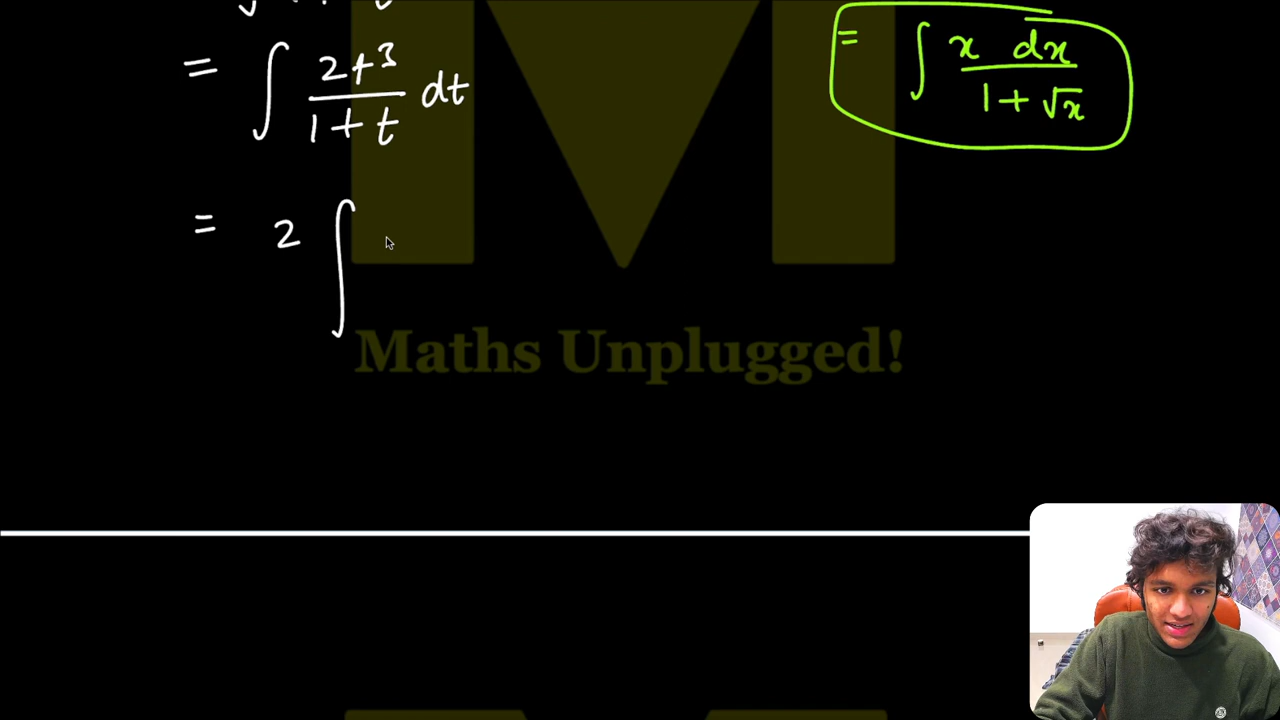 = ∫ 2t³ / 1 + t dt
= 2 ∫
= ∫ x dx / 1 + √x
Maths Unplugged!